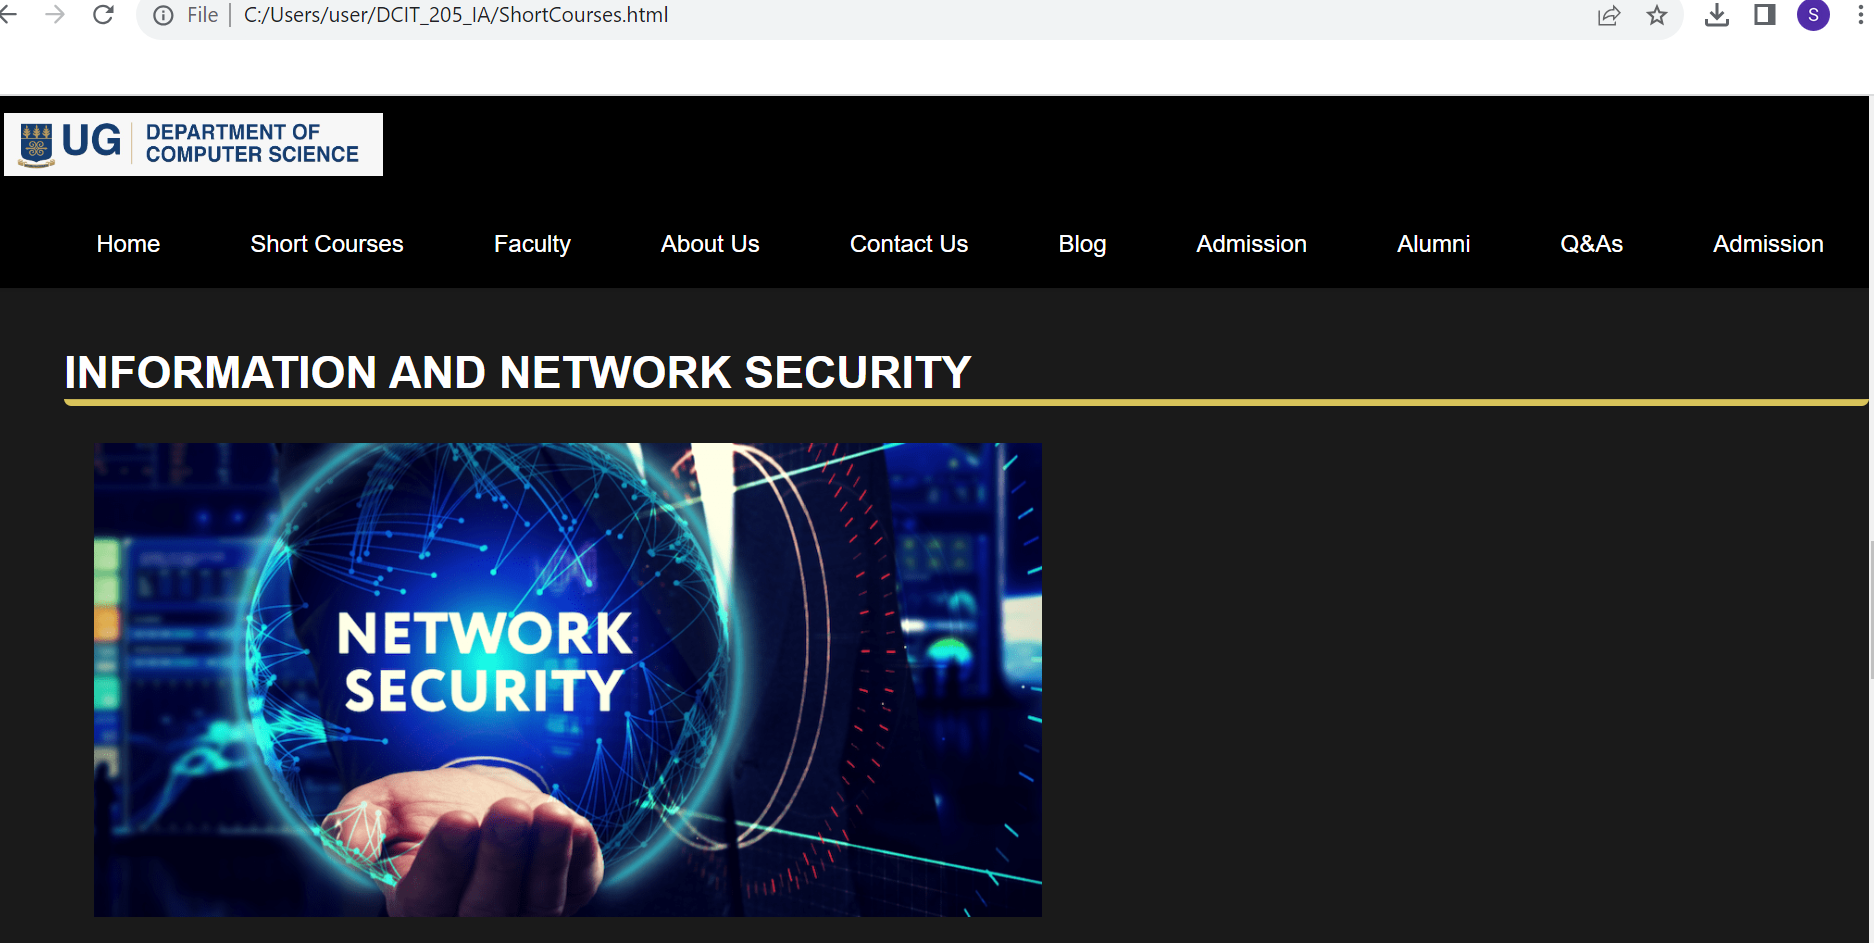 File C:/Users/user/DCIT_205_IA/ShortCourses.html
S
UG DEPARTMENT OF
COMPUTER SCIENCE
Home Short Courses Faculty About Us Contact Us Blog Admission Alumni Q&As Admission
INFORMATION AND NETWORK SECURITY
NETWORK
SECURITY